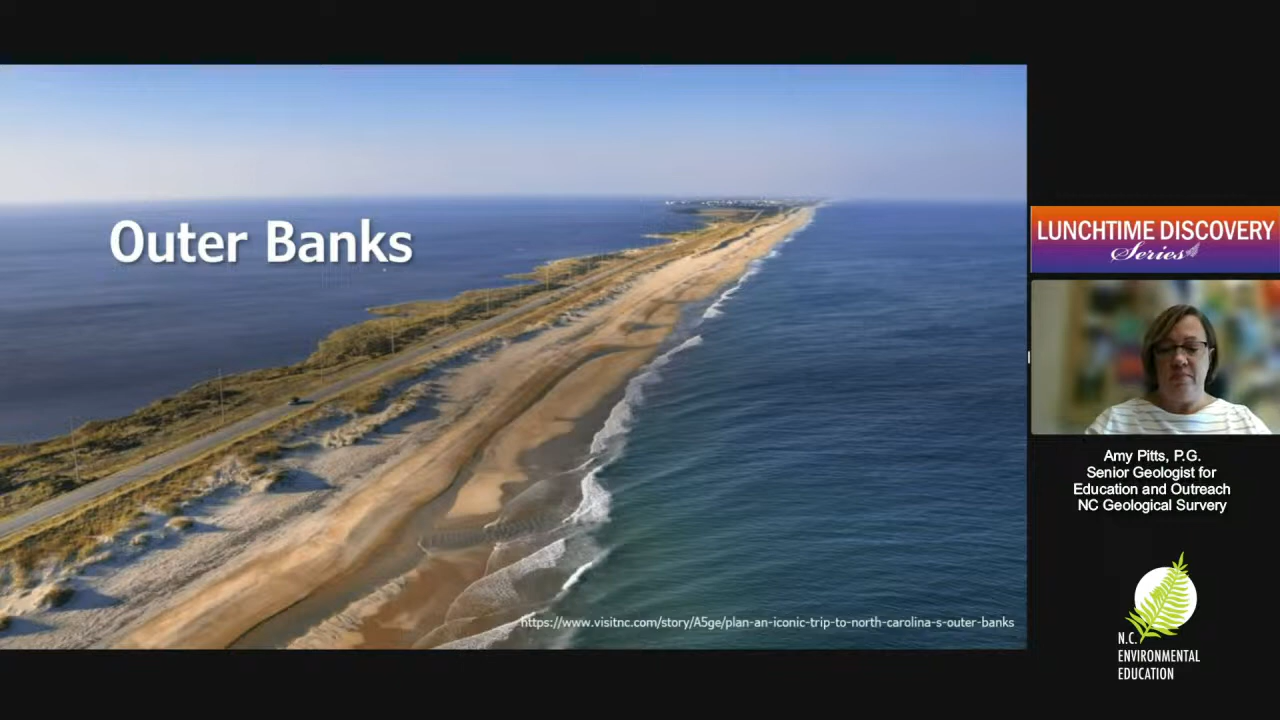 Outer Banks
https://www.visitnc.com/story/A5ge/plan-an-iconic-trip-to-north-carolina-s-outer-banks
LUNCHTIME DISCOVERY
Series
Amy Pitts, P.G.
Senior Geologist for
Education and Outreach
NC Geological Survery
N.C.
ENVIRONMENTAL
EDUCATION